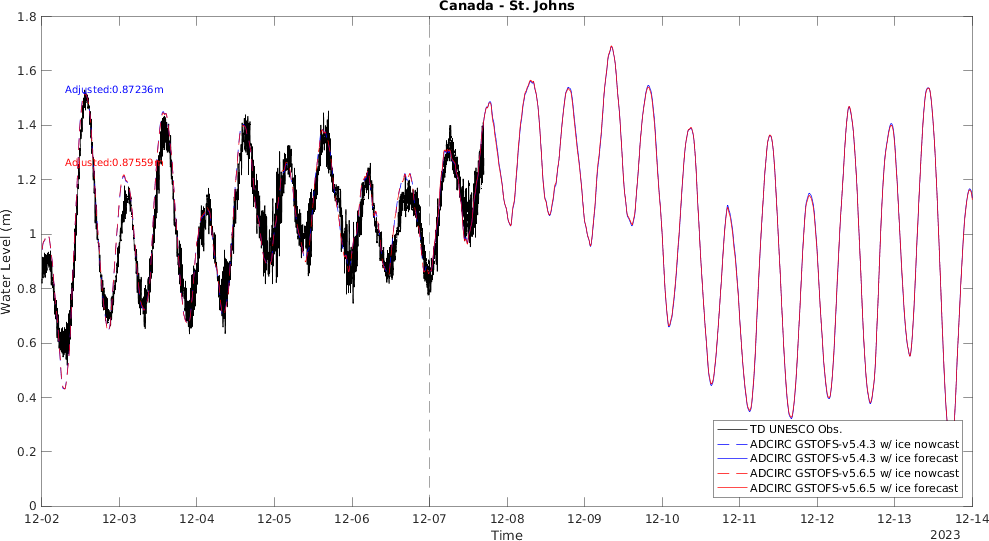 Canada - St. Johns
1.8
1.6
1.4
1.2
1
0.8
0.6
0.4
0.2
0
Water Level (m)
Adjusted:0.87236m
Adjusted:0.87559m
TD UNESCO Obs.
ADCIRC GSTOFS-v5.4.3 w/ ice nowcast
ADCIRC GSTOFS-v5.4.3 w/ ice forecast
ADCIRC GSTOFS-v5.6.5 w/ ice nowcast
ADCIRC GSTOFS-v5.6.5 w/ ice forecast
12-02 12-03 12-04 12-05 12-06 12-07 12-08 12-09 12-10 12-11 12-12 12-13 12-14
Time
2023